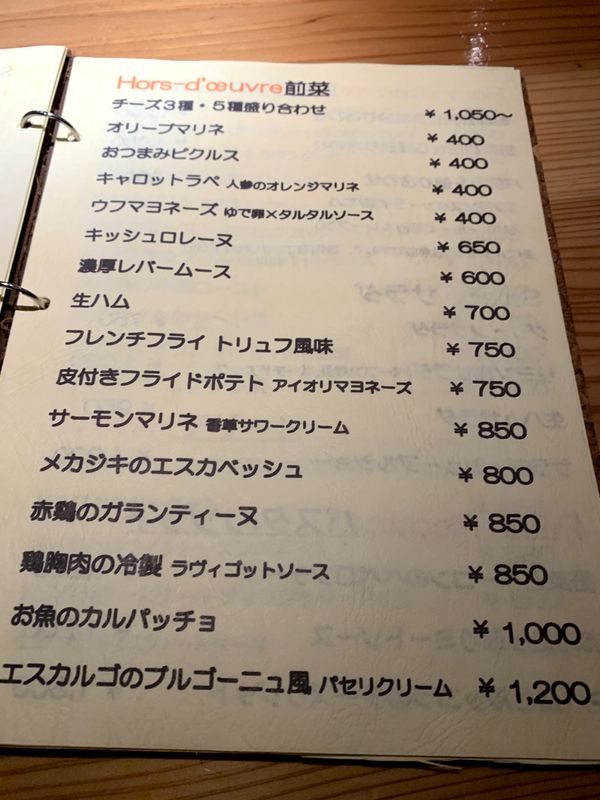 Hors-d'œuvre前菜
チーズ３種・５種盛り合わせ ¥ 1,050〜
オリーブマリネ ¥ 400
おつまみピクルス ¥ 400
キャロットラペ 人参のオレンジマリネ ¥ 400
ウフマヨネーズ ゆで卵×タルタルソース ¥ 400
キッシュロレーヌ ¥ 650
濃厚レバームース ¥ 600
生ハム ¥ 700
フレンチフライ トリュフ風味 ¥ 750
皮付きフライドポテト アイオリマヨネーズ ¥ 750
サーモンマリネ 香草サワークリーム ¥ 850
メカジキのエスカベッシュ ¥ 800
赤鶏のガランティーヌ ¥ 850
鶏胸肉の冷製 ラヴィゴットソース ¥ 850
お魚のカルパッチョ ¥ 1,000
エスカルゴのブルゴーニュ風 パセリクリーム ¥ 1,200